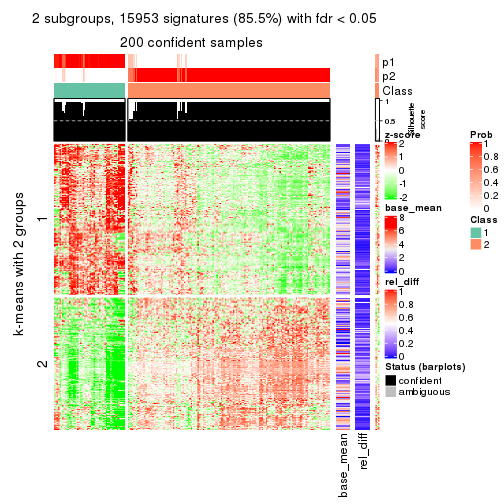 2 subgroups, 15953 signatures (85.5%) with fdr < 0.05
200 confident samples
p1
p2
Class
1
0.5
0
Silhouette
score
k-means with 2 groups
1
2
base_mean
rel_diff
z-score
2
1
0
-1
-2
base_mean
8
6
4
2
0
rel_diff
1
0.8
0.6
0.4
0.2
0
Status (barplots)
confident
ambiguous
Prob
1
0.8
0.6
0.4
0.2
0
Class
1
2